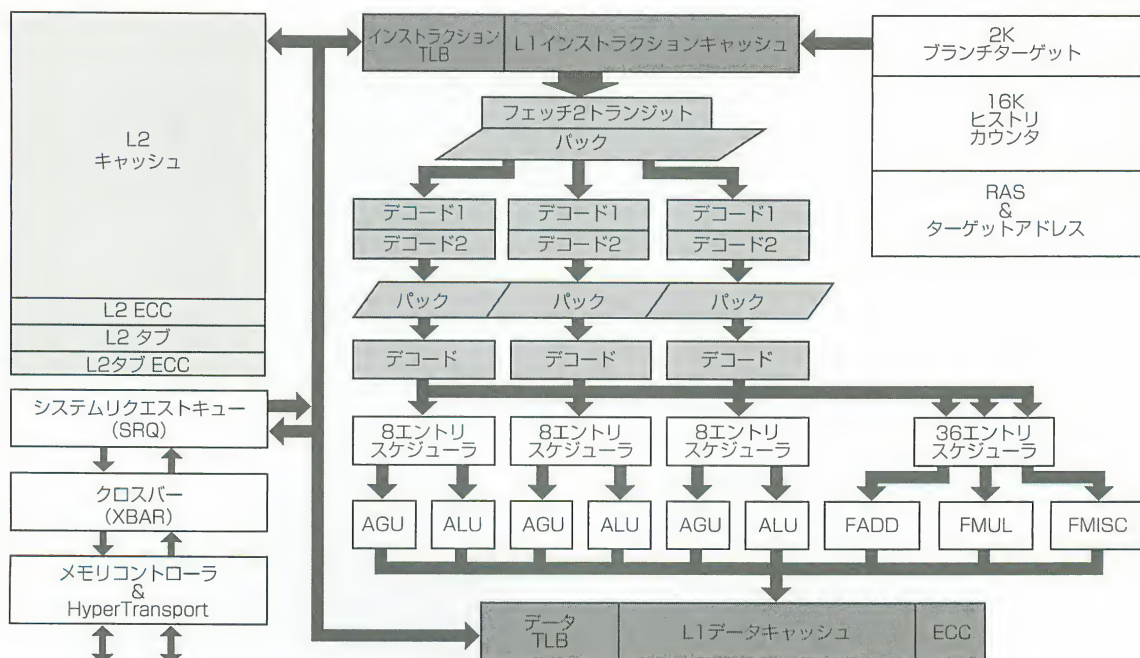 L2
キャッシュ
L2 ECC
L2 タブ
L2タブ ECC
システムリクエストキュー
(SRQ)
クロスバー
(XBAR)
メモリコントローラ
&
HyperTransport
インストラクション
TLB
L1インストラクションキャッシュ
2K
ブランチターゲット
16K
ヒストリ
カウンタ
RAS
&
ターゲットアドレス
フェッチ2トランジット
パック
デコード1
デコード1
デコード1
デコード2
デコード2
デコード2
パック
パック
パック
デコード
デコード
デコード
8エントリ
スケジューラ
8エントリ
スケジューラ
8エントリ
スケジューラ
36エントリ
スケジューラ
AGU
ALU
AGU
ALU
AGU
ALU
FADD
FMUL
FMISC
データ
TLB
L1データキャッシュ
ECC